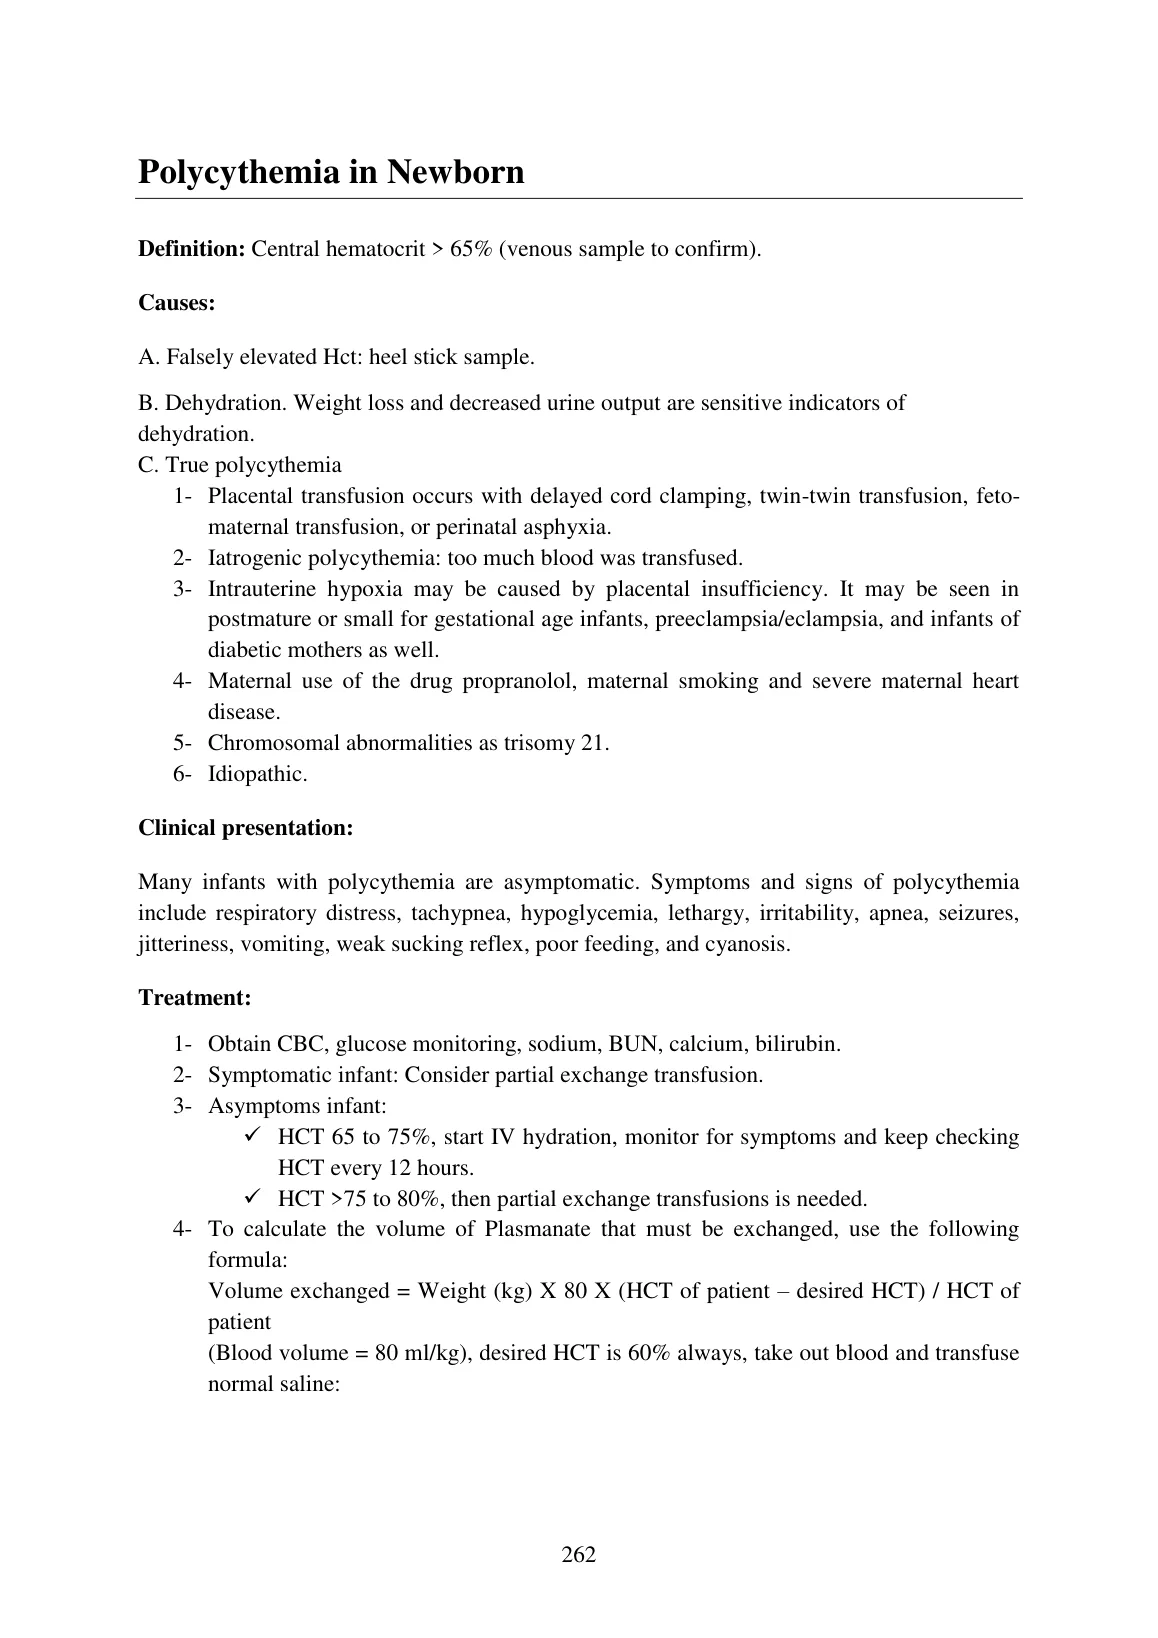 Polycythemia in Newborn
Definition: Central hematocrit > 65% (venous sample to confirm).
Causes:
A. Falsely elevated Hct: heel stick sample.
B. Dehydration. Weight loss and decreased urine output are sensitive indicators of
dehydration.
C. True polycythemia
1- Placental transfusion occurs with delayed cord clamping, twin-twin transfusion, feto-
maternal transfusion, or perinatal asphyxia.
2- Iatrogenic polycythemia: too much blood was transfused.
3- Intrauterine hypoxia may be caused by placental insufficiency. It may be seen in
postmature or small for gestational age infants, preeclampsia/eclampsia, and infants of
diabetic mothers as well.
4- Maternal use of the drug propranolol, maternal smoking and severe maternal heart
disease.
5- Chromosomal abnormalities as trisomy 21.
6- Idiopathic.
Clinical presentation:
Many infants with polycythemia are asymptomatic. Symptoms and signs of polycythemia
include respiratory distress, tachypnea, hypoglycemia, lethargy, irritability, apnea, seizures,
jitteriness, vomiting, weak sucking reflex, poor feeding, and cyanosis.
Treatment:
1- Obtain CBC, glucose monitoring, sodium, BUN, calcium, bilirubin.
2- Symptomatic infant: Consider partial exchange transfusion.
3- Asymptoms infant:
✓ HCT 65 to 75%, start IV hydration, monitor for symptoms and keep checking
HCT every 12 hours.
✓ HCT >75 to 80%, then partial exchange transfusions is needed.
4- To calculate the volume of Plasmanate that must be exchanged, use the following
formula:
Volume exchanged = Weight (kg) X 80 X (HCT of patient – desired HCT) / HCT of
patient
(Blood volume = 80 ml/kg), desired HCT is 60% always, take out blood and transfuse
normal saline:
262